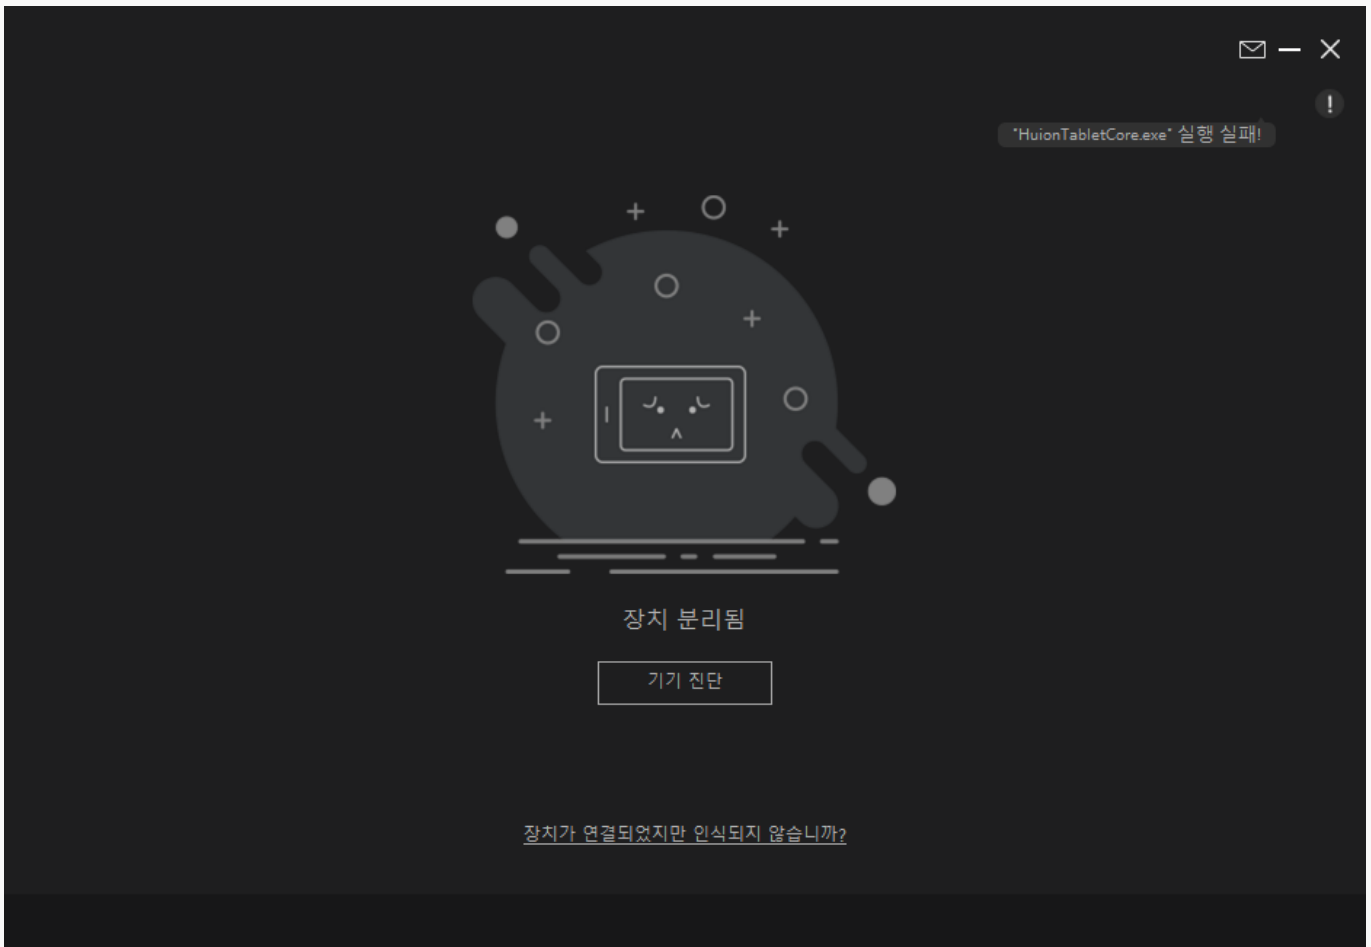 "HuionTabletCore.exe" 실행 실패!
장치 분리됨
기기 진단
장치가 연결되었지만 인식되지 않습니까?